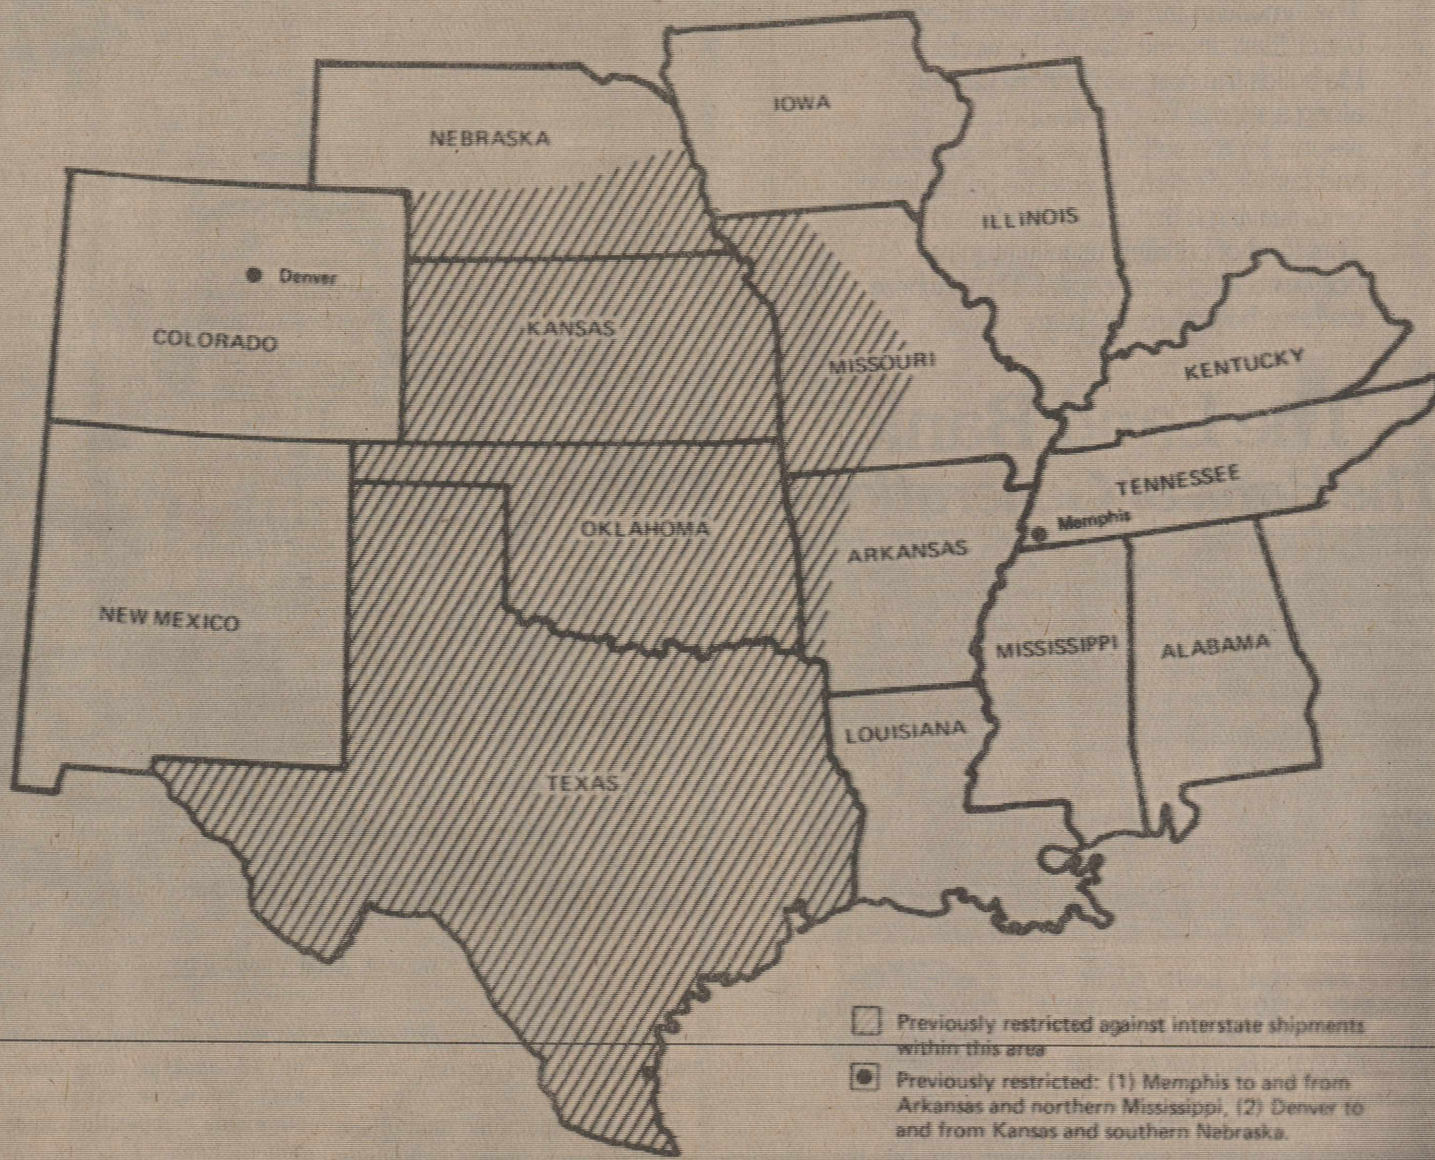 IOWA
NEBRASKA
ILLINOIS
Denver
COLORADO
KANSAS
MISSOURI
KENTUCKY
TENNESSEE
Memphis
OKLAHOMA
ARKANSAS
NEW MEXICO
MISSISSIPPI
ALABAMA
LOUISIANA
TEXAS
Previously restricted against interstate shipments
within this area
Previously restricted: (1) Memphis to and from
Arkansas and northern Mississippi, (2) Denver to
and from Kansas and southern Nebraska.